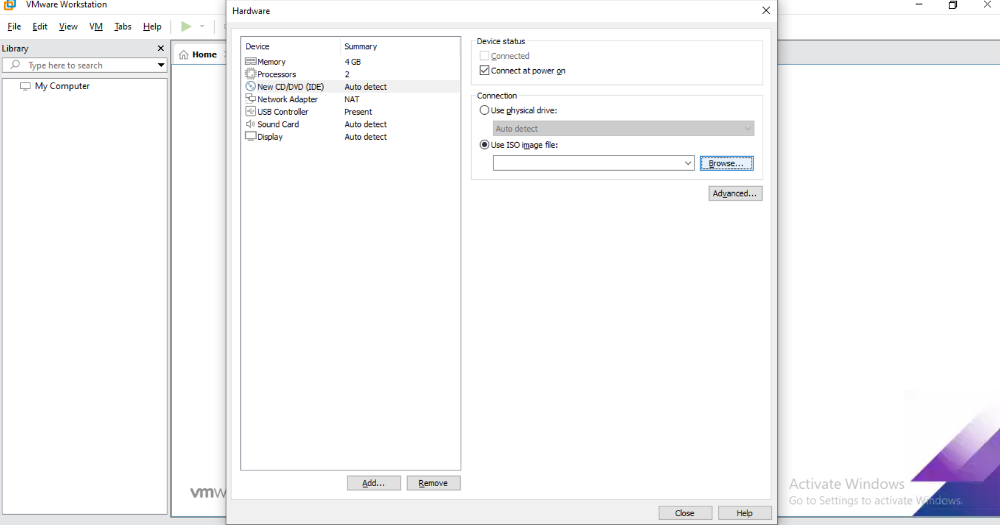 VMware Workstation
File Edit View VM Tabs Help
Library
Type here to search
My Computer
Home
Hardware
Device Summary
Memory 4 GB
Processors 2
New CD/DVD (IDE) Auto detect
Network Adapter NAT
USB Controller Present
Sound Card Auto detect
Display Auto detect
Add...
Remove
Device status
Connected
Connect at power on
Connection
Use physical drive:
Auto detect
Use ISO image file:
Browse...
Advanced...
Close
Help
vmw
Activate Windows
Go to Settings to activate Windows.